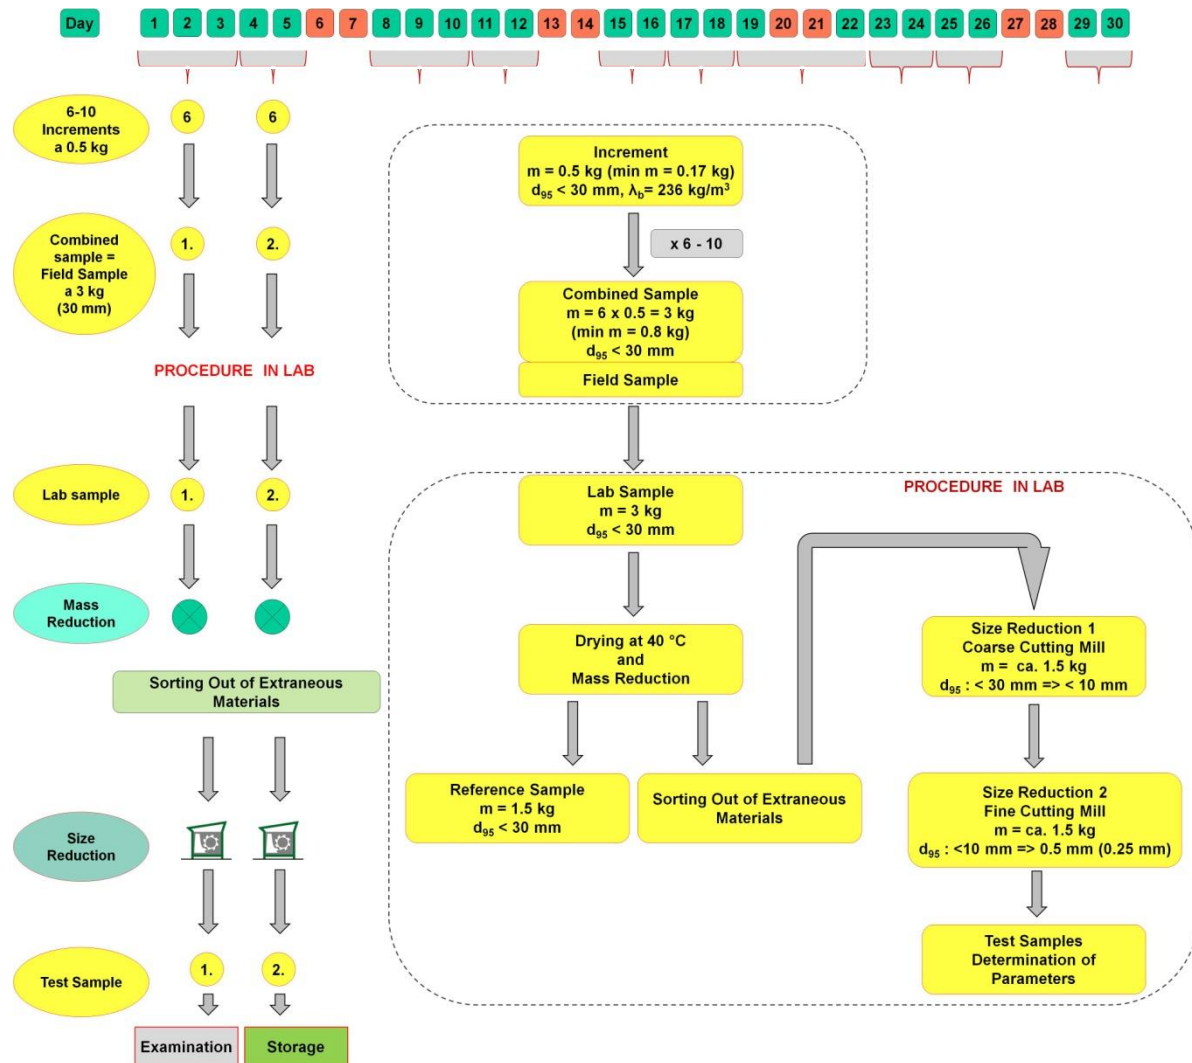 Day 1 2 3 4 5 6 7 8 9 10 11 12 13 14 15 16 17 18 19 20 21 22 23 24 25 26 27 28 29 30
6-10
Increments
a 0.5 kg
6 6
Combined
sample =
Field Sample
a 3 kg
(30 mm)
1. 2.
PROCEDURE IN LAB
Lab sample
1. 2.
Mass
Reduction
Sorting Out of Extraneous
Materials
Size
Reduction
Test Sample
1. 2.
Examination
Storage
Increment
m = 0.5 kg (min m = 0.17 kg)
d95 < 30 mm, λb= 236 kg/m³
x 6 - 10
Combined Sample
m = 6 x 0.5 = 3 kg
(min m = 0.8 kg)
d95 < 30 mm
Field Sample
PROCEDURE IN LAB
Lab Sample
m = 3 kg
d95 < 30 mm
Drying at 40 °C
and
Mass Reduction
Reference Sample
m = 1.5 kg
d95 < 30 mm
Sorting Out of Extraneous
Materials
Size Reduction 1
Coarse Cutting Mill
m = ca. 1.5 kg
d95 : < 30 mm => < 10 mm
Size Reduction 2
Fine Cutting Mill
m = ca. 1.5 kg
d95 : <10 mm => 0.5 mm (0.25 mm)
Test Samples
Determination of
Parameters